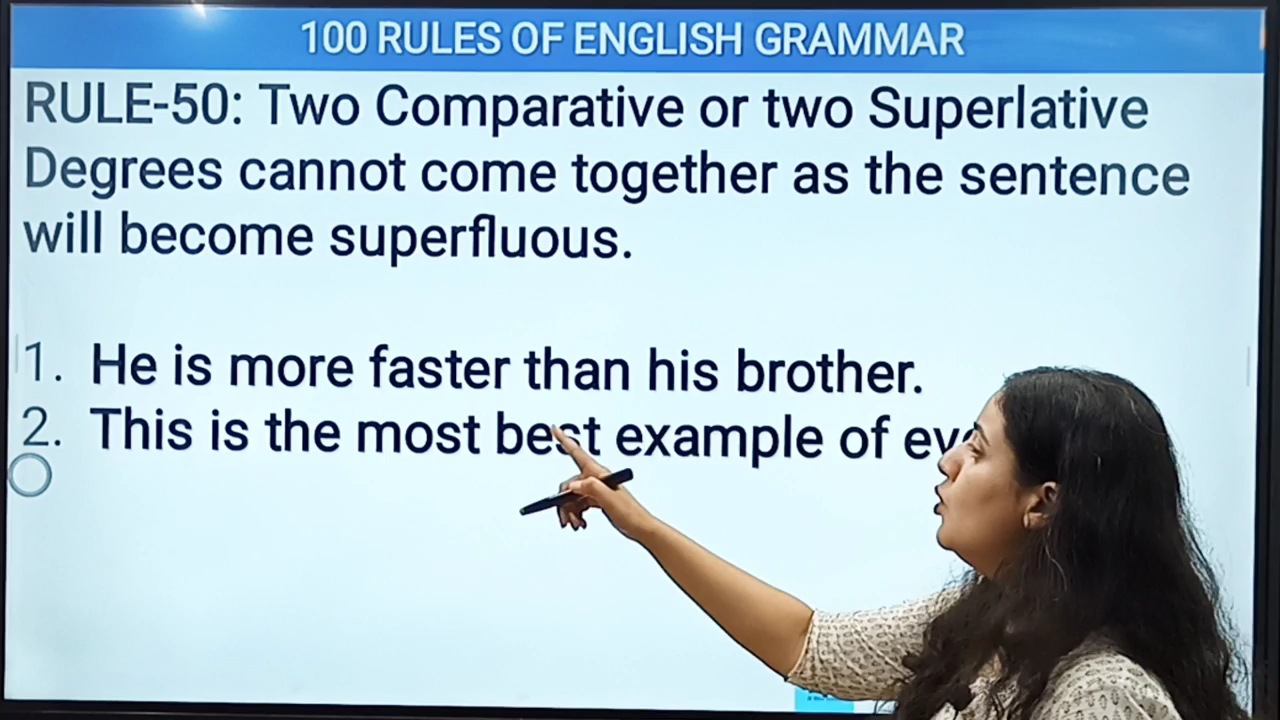 100 RULES OF ENGLISH GRAMMAR
RULE-50: Two Comparative or two Superlative
Degrees cannot come together as the sentence
will become superfluous.
1. He is more faster than his brother.
2. This is the most best example of